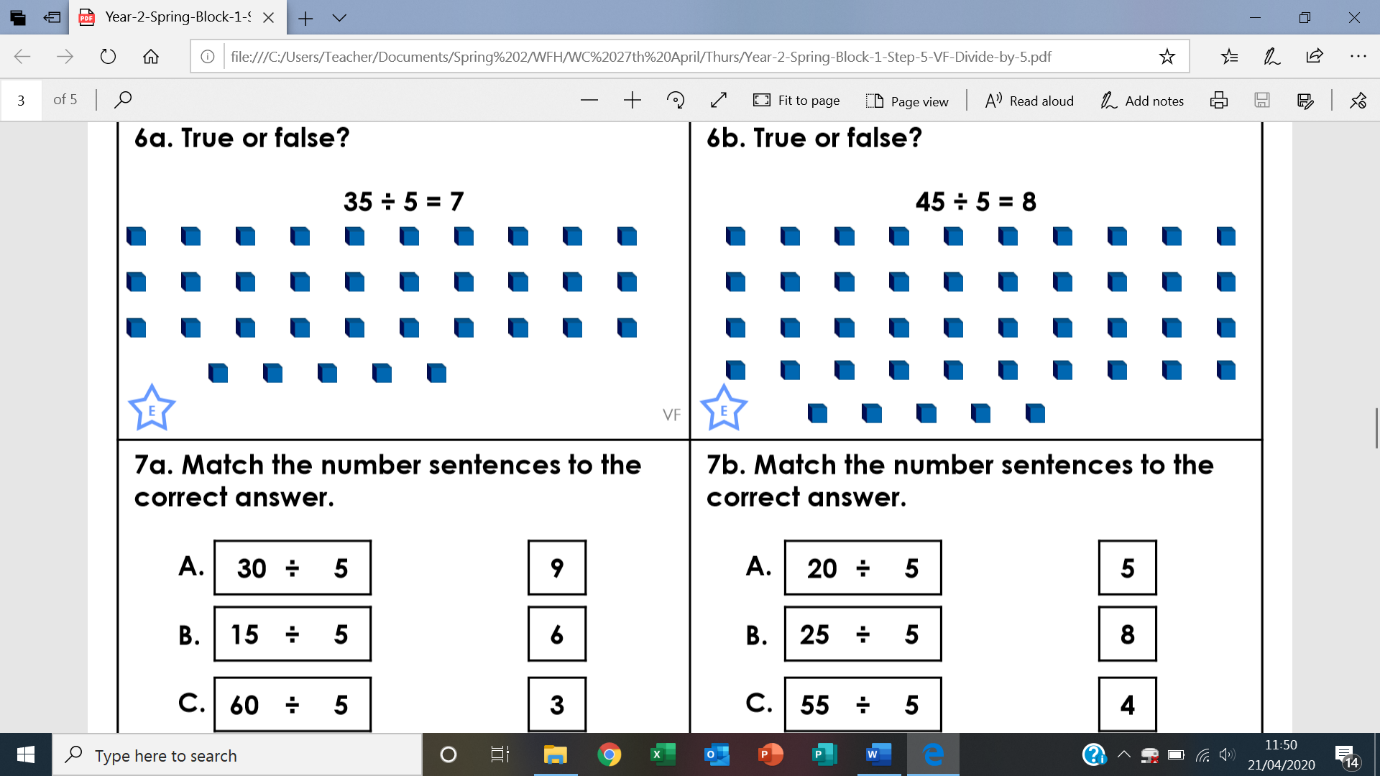 Year-2-Spring-Block-1-S
file:///C:/Users/Teacher/Documents/Spring%202/WFH/WC%2027th%20April/Thurs/Year-2-Spring-Block-1-Step-5-VF-Divide-by-5.pdf
3 of 5 Fit to page Page view Read aloud Add notes
6a. True or false?
35 ÷ 5 = 7
E
VF
6b. True or false?
45 ÷ 5 = 8
E
7a. Match the number sentences to the
correct answer.
A. 30 ÷ 5 9
B. 15 ÷ 5 6
C. 60 ÷ 5 3
7b. Match the number sentences to the
correct answer.
A. 20 ÷ 5 5
B. 25 ÷ 5 8
C. 55 ÷ 5 4
Type here to search
11:50
21/04/2020
14